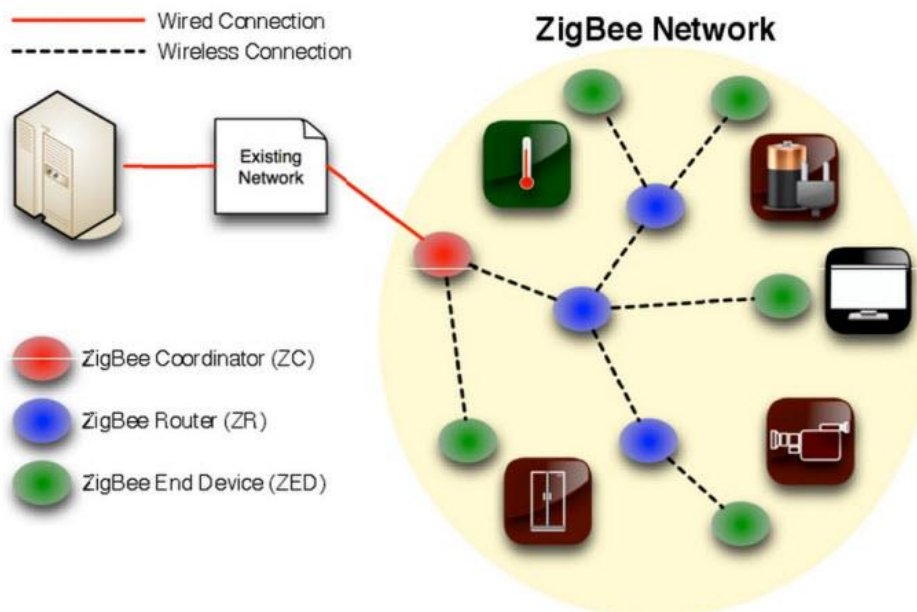 Wired Connection
Wireless Connection
ZigBee Network
Existing
Network
ZigBee Coordinator (ZC)
ZigBee Router (ZR)
ZigBee End Device (ZED)